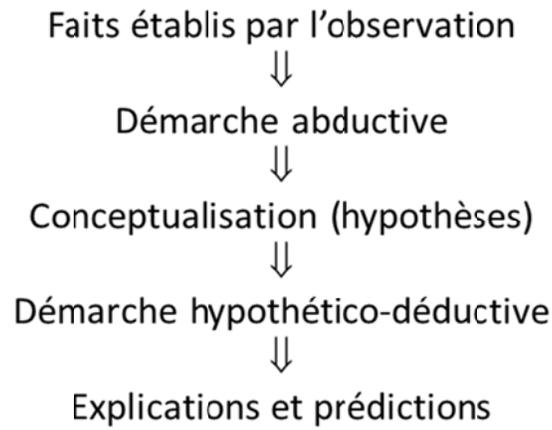 Faits établis par l’observation
⇓
Démarche abductive
⇓
Conceptualisation (hypothèses)
⇓
Démarche hypothético-déductive
⇓
Explications et prédictions